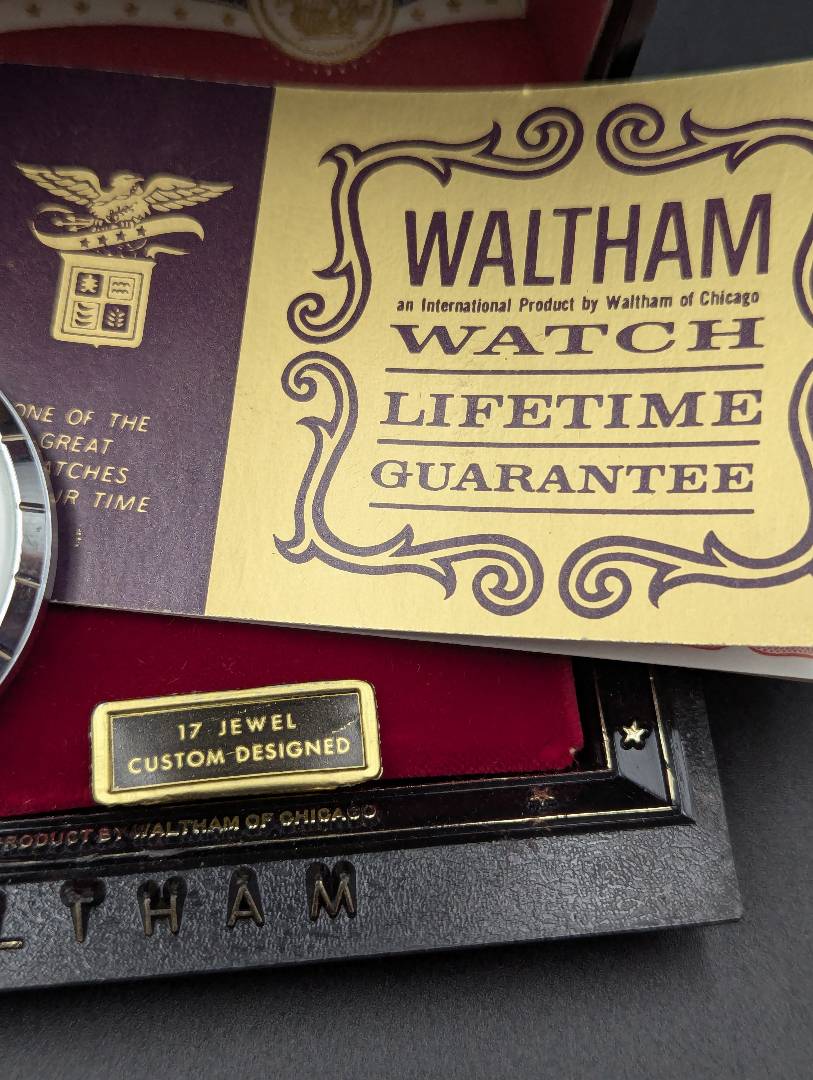 ONE OF THE
GREAT
ATCHES
UR TIME
WALTHAM
an International Product by Waltham of Chicago
WATCH
LIFETIME
GUARANTEE
17 JEWEL
CUSTOM-DESIGNED
PRODUCT BY WALTHAM OF CHICAGO
LTHAM